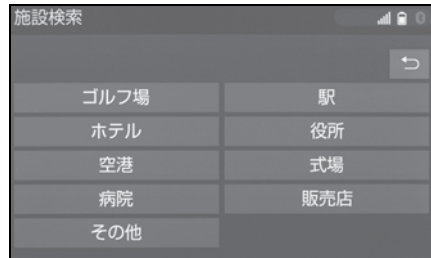 施設検索
ゴルフ場 駅
ホテル 役所
空港 式場
病院 販売店
その他